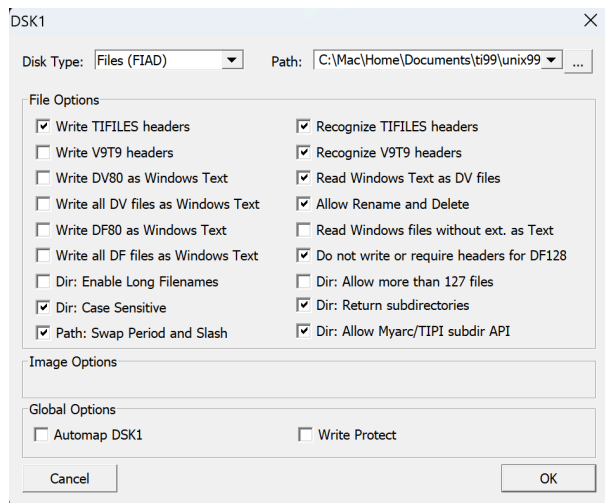 DSK1
Disk Type: Files (FIAD) Path: C:\Mac\Home\Documents\ti99\unix99 ...
File Options
Write TIFILES headers Recognize TIFILES headers
Write V9T9 headers Recognize V9T9 headers
Write DV80 as Windows Text Read Windows Text as DV files
Write all DV files as Windows Text Allow Rename and Delete
Write DF80 as Windows Text Read Windows files without ext. as Text
Write all DF files as Windows Text Do not write or require headers for DF128
Dir: Enable Long Filenames Dir: Allow more than 127 files
Dir: Case Sensitive Dir: Return subdirectories
Path: Swap Period and Slash Dir: Allow Myarc/TIPI subdir API
Image Options
Global Options
Automap DSK1 Write Protect
Cancel OK